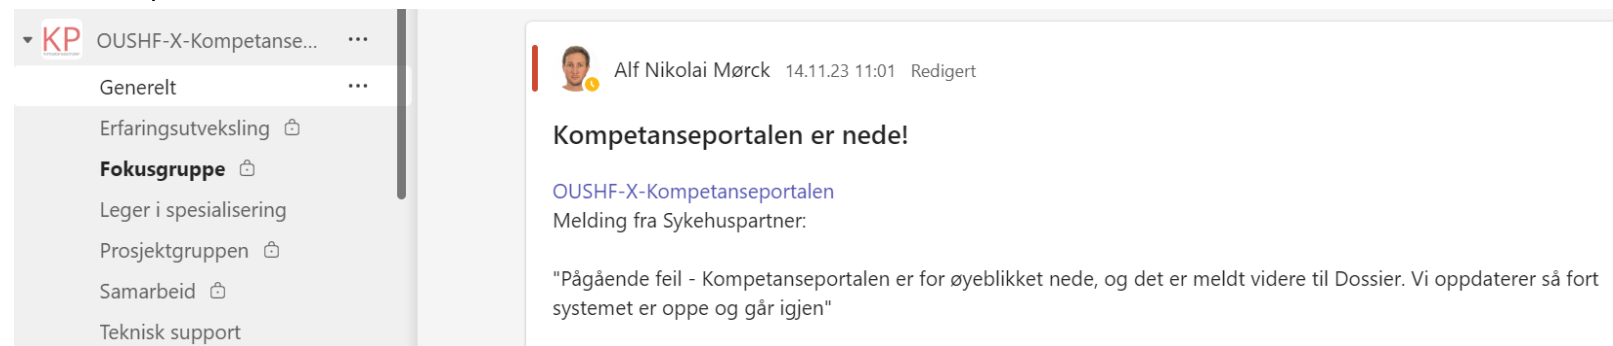 KP
OUSHF-X-Kompetanse...
Generelt
Erfaringsutveksling
Fokusgruppe
Leger i spesialisering
Prosjektgruppen
Samarbeid
Teknisk support
Alf Nikolai Mørck 14.11.23 11:01 Redigert
Kompetanseportalen er nede!
OUSHF-X-Kompetanseportalen
Melding fra Sykehuspartner:
"Pågående feil - Kompetanseportalen er for øyeblikket nede, og det er meldt videre til Dossier. Vi oppdaterer så fort
systemet er oppe og går igjen"